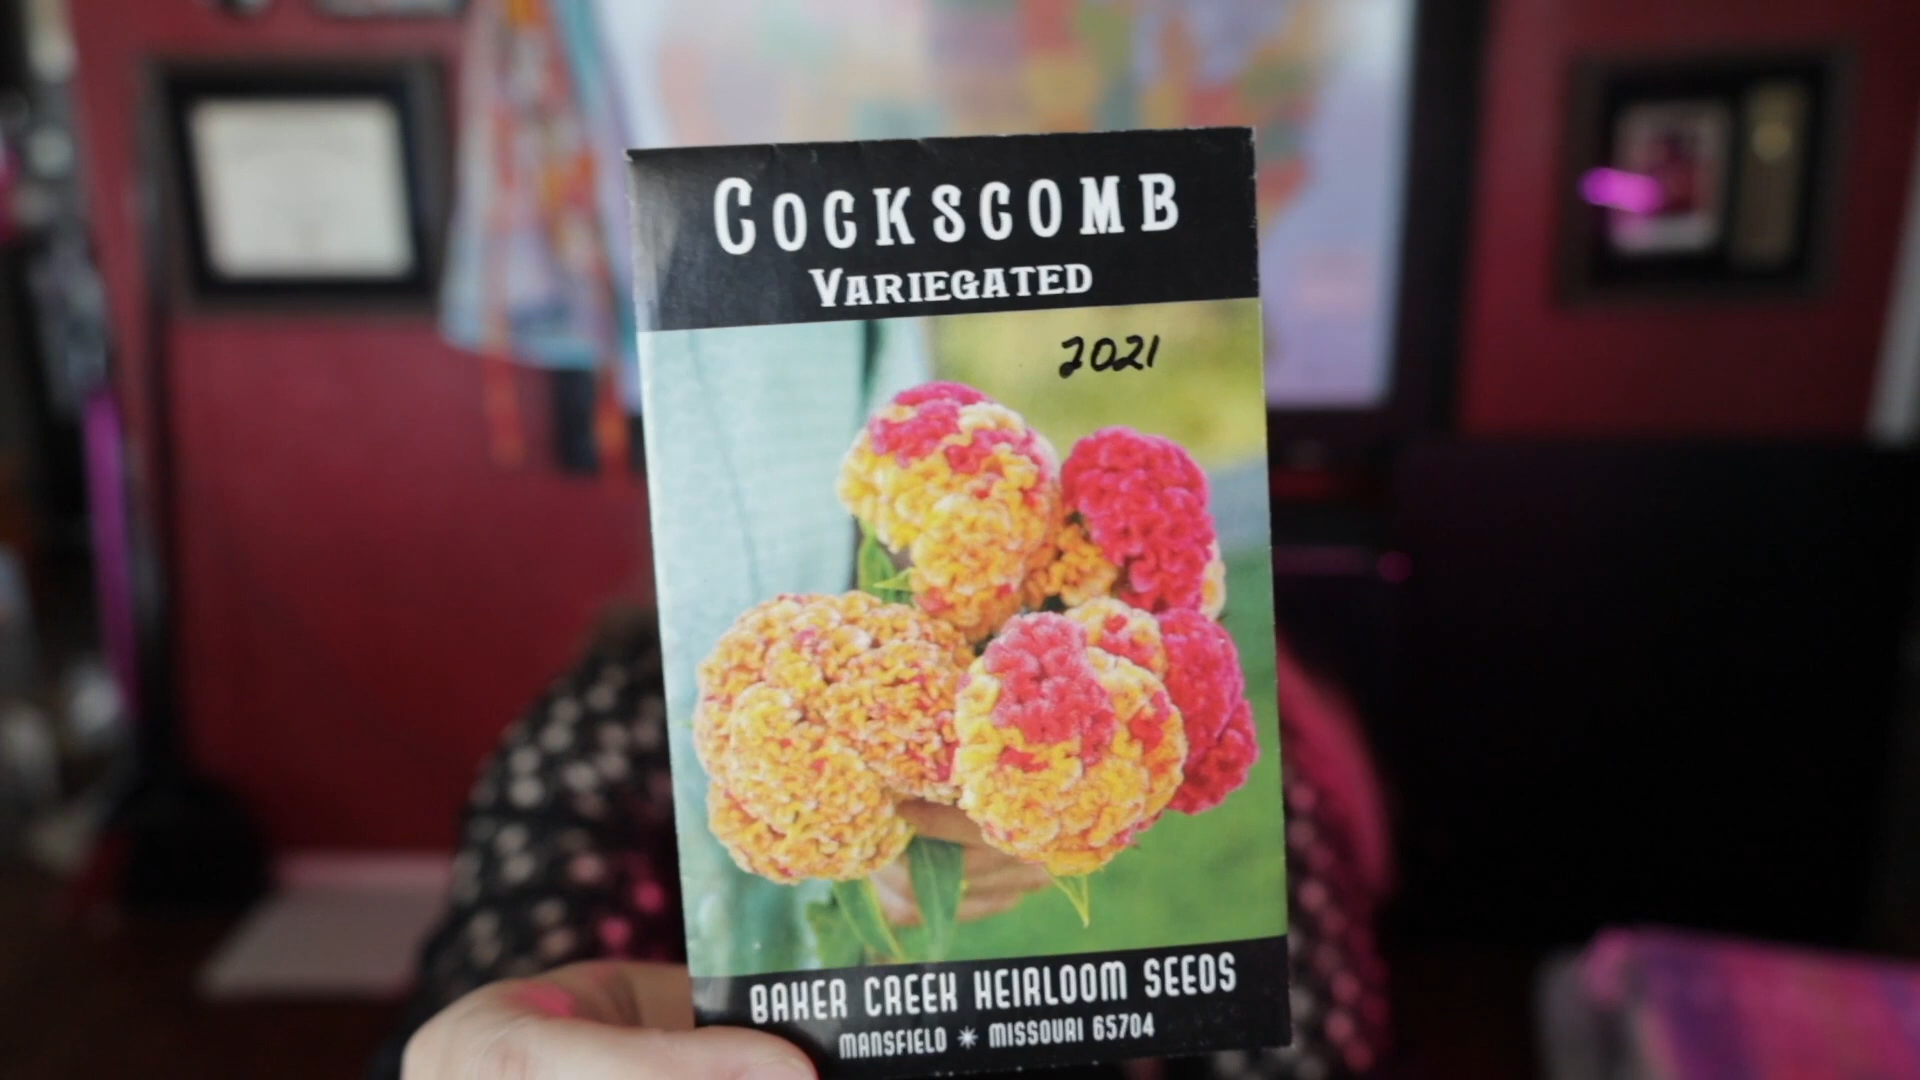 COCKSCOMB
VARIEGATED
2021
BAKER CREEK HEIRLOOM SEEDS
MANSFIELD ✴ MISSOURI 65704